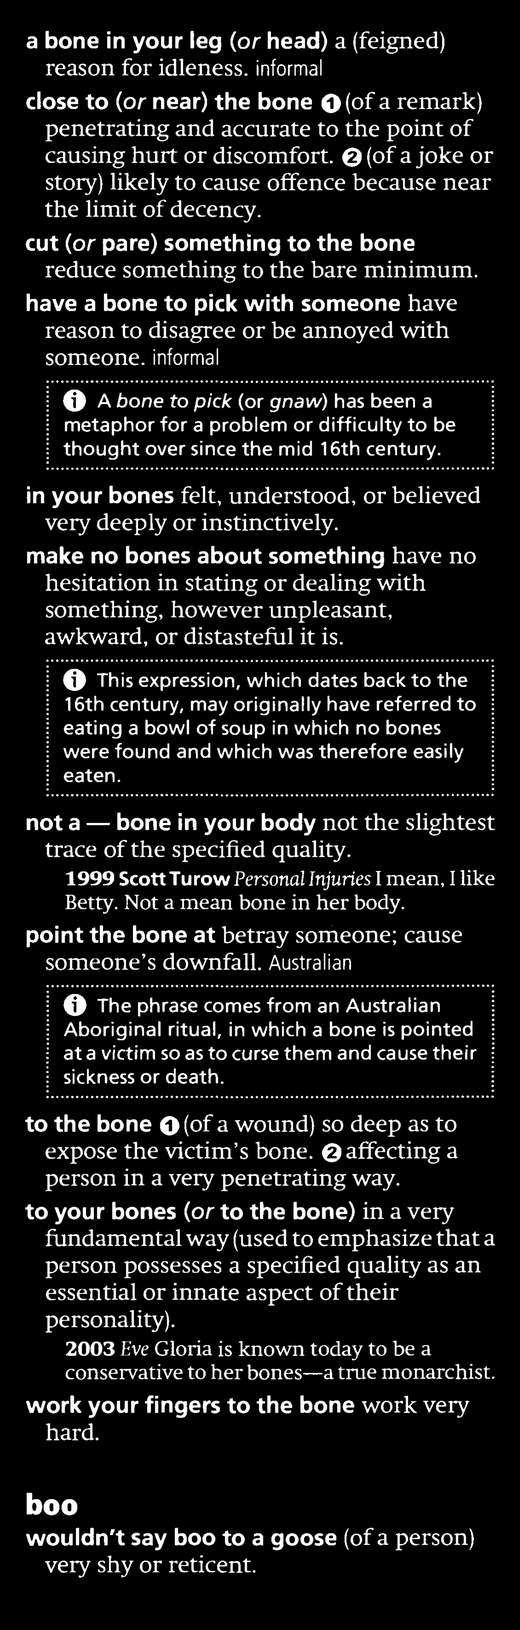 a bone in your leg (or head) a (feigned)
reason for idleness. informal
close to (or near) the bone ❶ (of a remark)
penetrating and accurate to the point of
causing hurt or discomfort. ❷ (of a joke or
story) likely to cause offence because near
the limit of decency.
cut (or pare) something to the bone
reduce something to the bare minimum.
have a bone to pick with someone have
reason to disagree or be annoyed with
someone. informal
ⓘ A bone to pick (or gnaw) has been a
metaphor for a problem or difficulty to be
thought over since the mid 16th century.
in your bones felt, understood, or believed
very deeply or instinctively.
make no bones about something have no
hesitation in stating or dealing with
something, however unpleasant,
awkward, or distasteful it is.
ⓘ This expression, which dates back to the
16th century, may originally have referred to
eating a bowl of soup in which no bones
were found and which was therefore easily
eaten.
not a — bone in your body not the slightest
trace of the specified quality.
1999 Scott Turow Personal Injuries I mean, I like
Betty. Not a mean bone in her body.
point the bone at betray someone; cause
someone's downfall. Australian
ⓘ The phrase comes from an Australian
Aboriginal ritual, in which a bone is pointed
at a victim so as to curse them and cause their
sickness or death.
to the bone ❶ (of a wound) so deep as to
expose the victim's bone. ❷ affecting a
person in a very penetrating way.
to your bones (or to the bone) in a very
fundamental way (used to emphasize that a
person possesses a specified quality as an
essential or innate aspect of their
personality).
2003 Eve Gloria is known today to be a
conservative to her bones—a true monarchist.
work your fingers to the bone work very
hard.
boo
wouldn't say boo to a goose (of a person)
very shy or reticent.